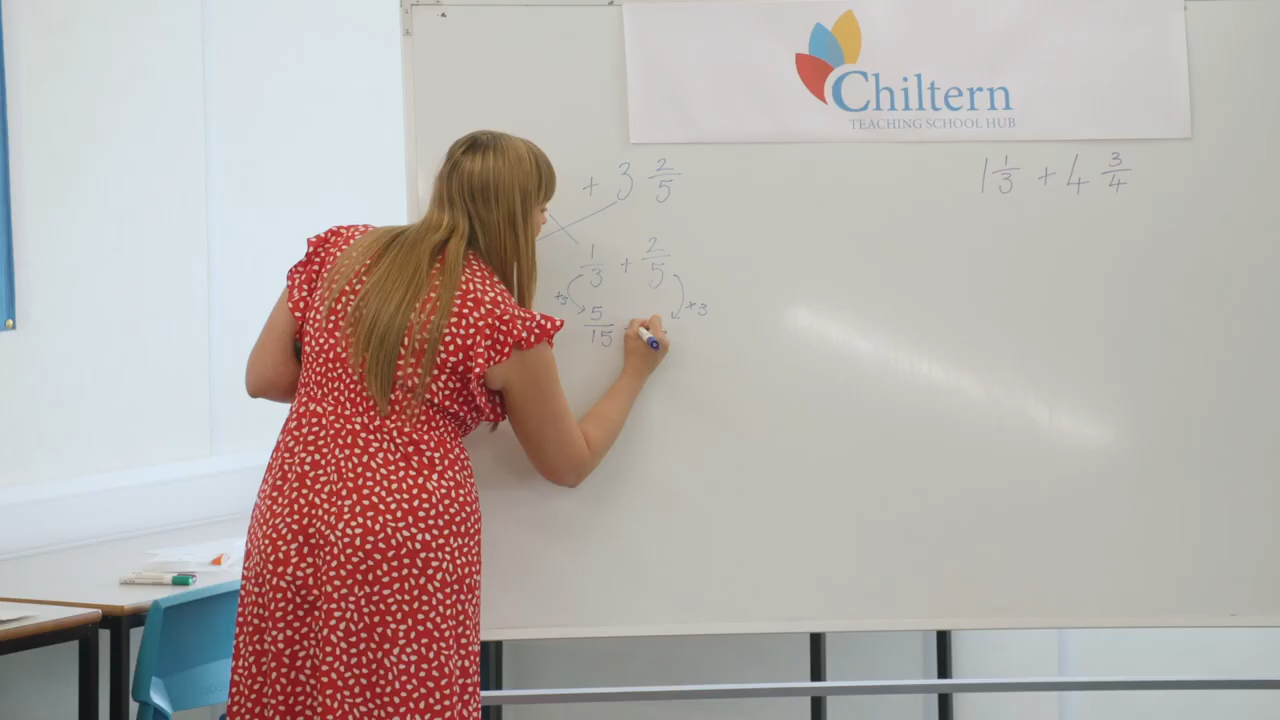 Chiltern
TEACHING SCHOOL HUB
+ 3 2/5
1/3 + 2/5
×3
×3
5/15
1 1/3 + 4 3/4